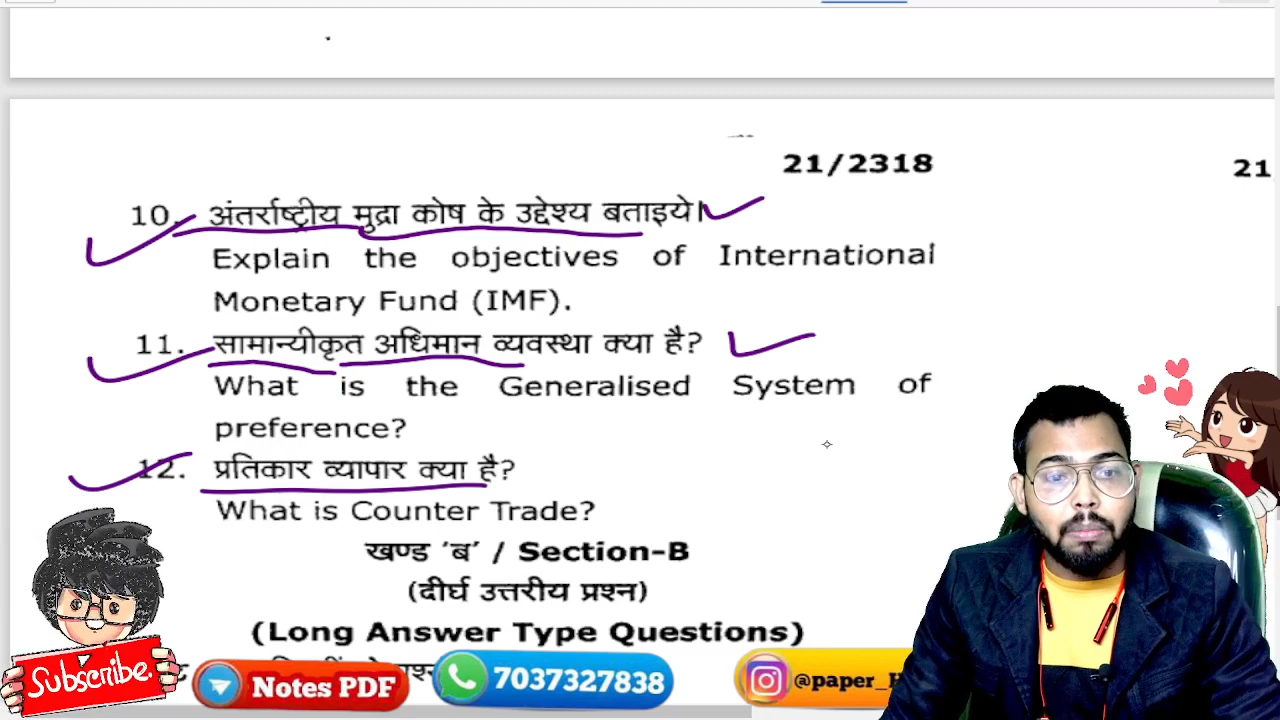 21/2318
21
10. अंतर्राष्ट्रीय मुद्रा कोष के उद्देश्य बताइये।
Explain the objectives of International
Monetary Fund (IMF).
11. सामान्यीकृत अधिमान व्यवस्था क्या है?
What is the Generalised System of
preference?
12. प्रतिकार व्यापार क्या है?
What is Counter Trade?
खण्ड 'ब' / Section-B
(दीर्घ उत्तरीय प्रश्न)
(Long Answer Type Questions)
Subscribe.
Notes PDF
7037327838
@paper_